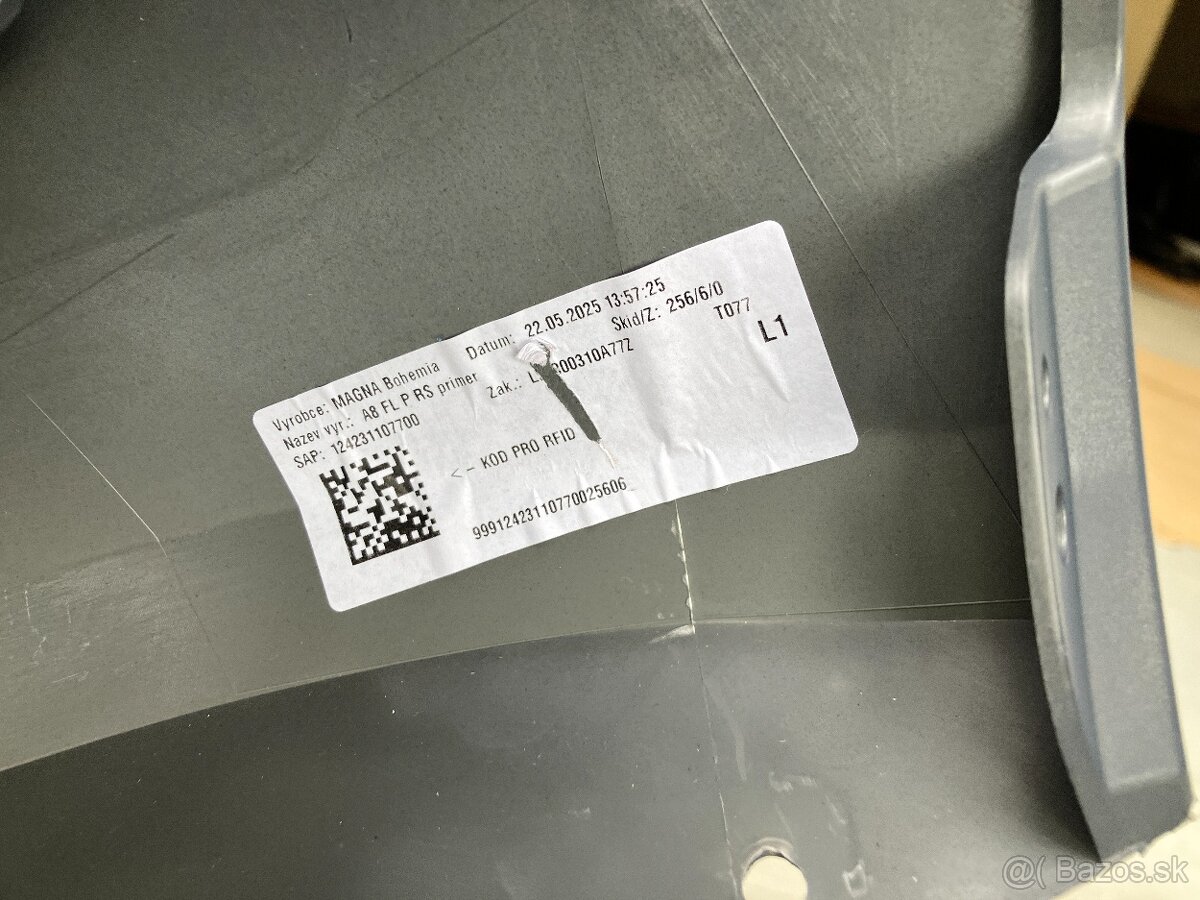 Vyrobce: MAGNA Bohemia Datum: 22.05.2025 13:57:25
Nazev vyr.: A8 FL P RS primer Skid/Z: 256/6/0
SAP: 124231107700 Zak.: T077
L1
<- KOD PRO RFID
99912423110770025606
@( Bazos.sk